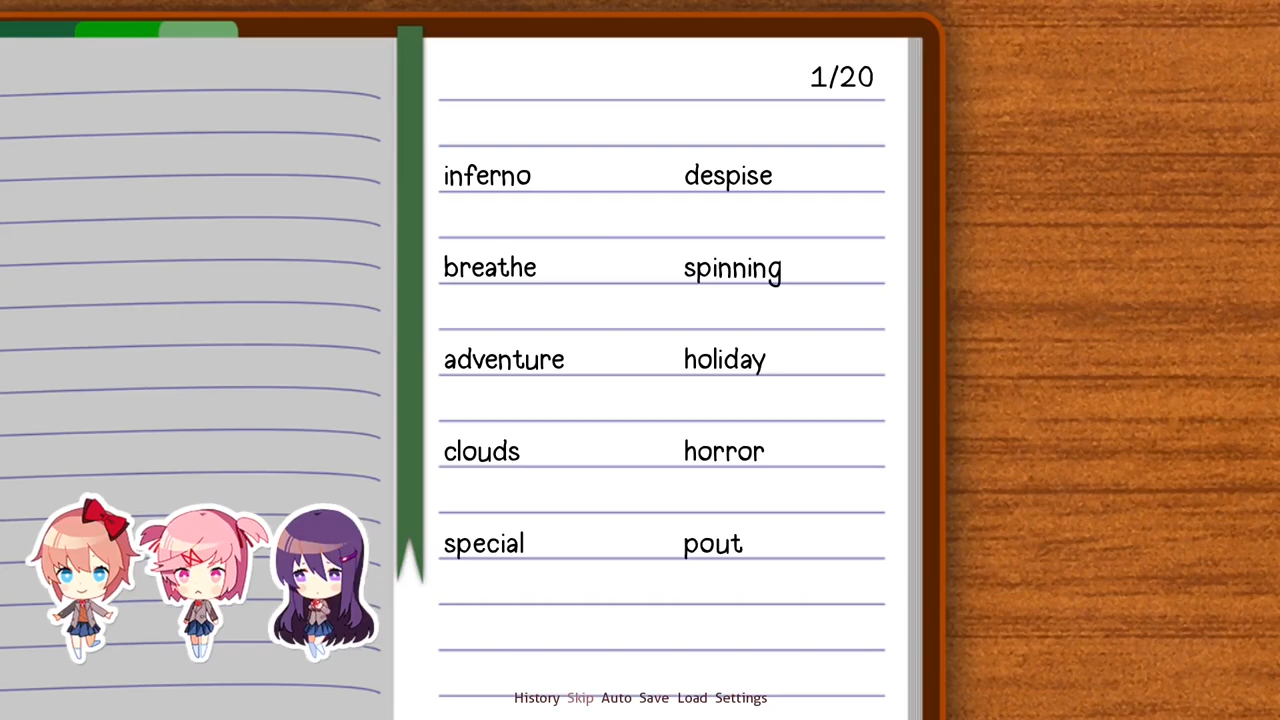 1/20
inferno despise
breathe spinning
adventure holiday
clouds horror
special pout
History Skip Auto Save Load Settings